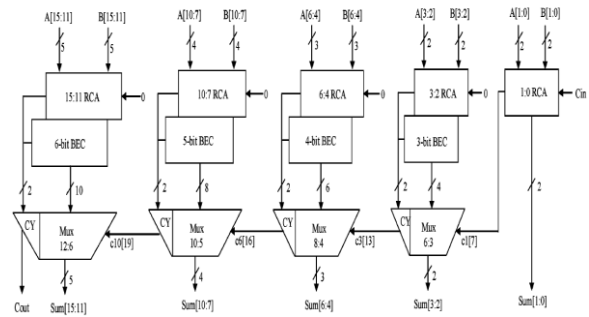 A[15:11] B[15:11] A[10:7] B[10:7] A[6:4] B[6:4] A[3:2] B[3:2] A[1:0] B[1:0]
5 5 4 4 3 3 2 2 2 2
15:11 RCA 0 10:7 RCA 0 6:4 RCA 0 3:2 RCA 0 1:0 RCA Cin
6-bit BEC 5-bit BEC 4-bit BEC 3-bit BEC
2 10 2 8 2 6 2 4 2
CY Mux 12:6 c10[19] CY Mux 10:5 c6[16] CY Mux 8:4 c3[13] CY Mux 6:3 c1[7]
5 4 3 2
Cout Sum[15:11] Sum[10:7] Sum[6:4] Sum[3:2] Sum[1:0]